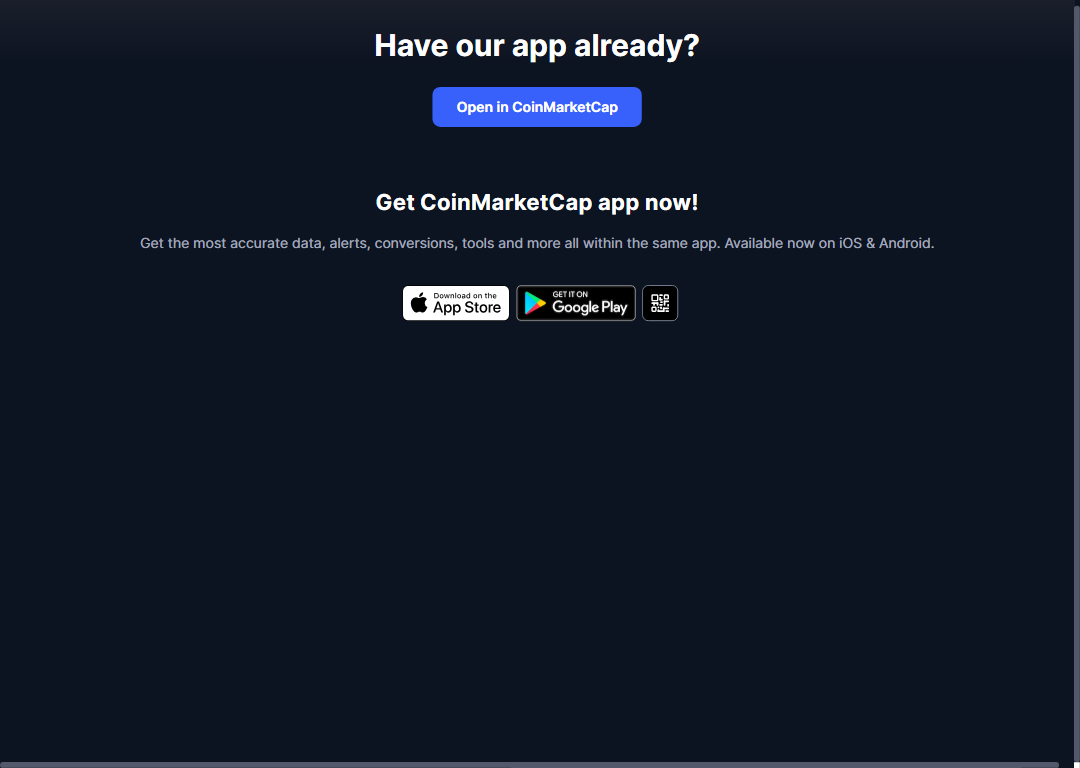 Have our app already?
Open in CoinMarketCap
Get CoinMarketCap app now!
Get the most accurate data, alerts, conversions, tools and more all within the same app. Available now on iOS & Android.
Download on the
App Store
GET IT ON
Google Play